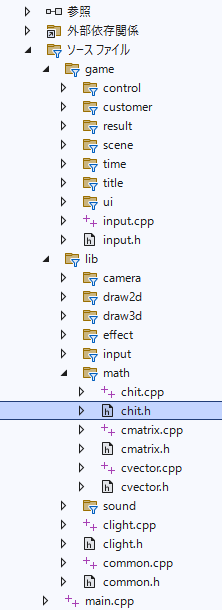 参照
外部依存関係
ソース ファイル
game
control
customer
result
scene
time
title
ui
input.cpp
input.h
lib
camera
draw2d
draw3d
effect
input
math
chit.cpp
chit.h
cmatrix.cpp
cmatrix.h
cvector.cpp
cvector.h
sound
clight.cpp
clight.h
common.cpp
common.h
main.cpp